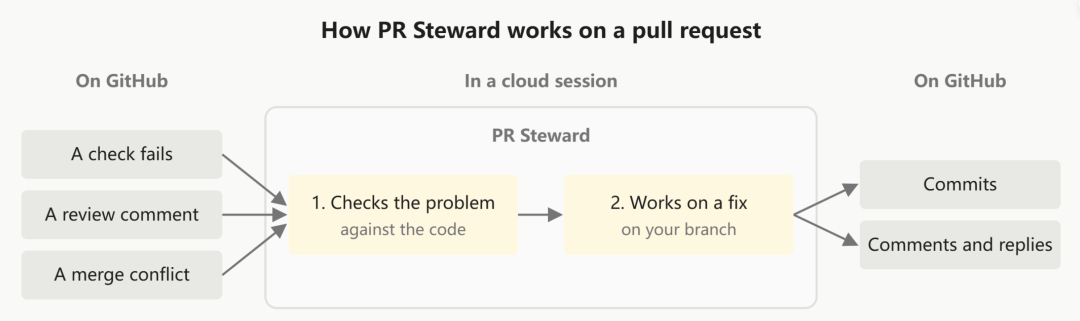 How PR Steward works on a pull request
On GitHub
In a cloud session
On GitHub
PR Steward
A check fails
A review comment
A merge conflict
1. Checks the problem
against the code
2. Works on a fix
on your branch
Commits
Comments and replies